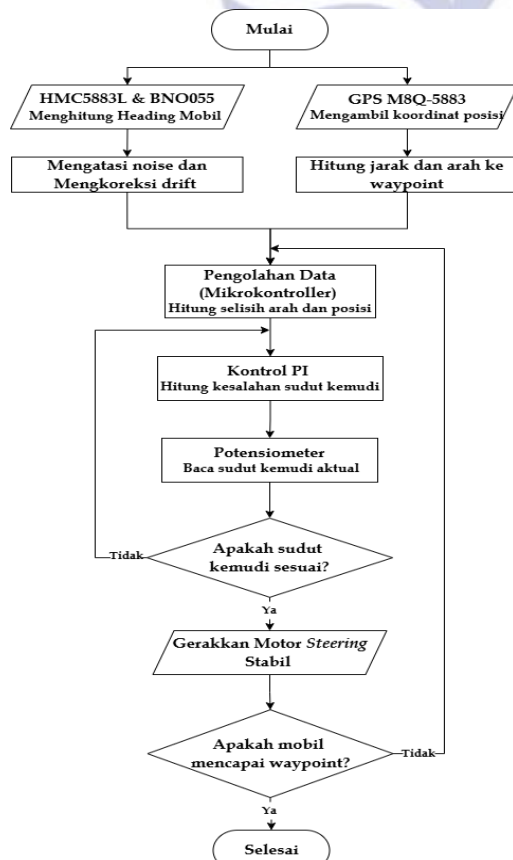 Mulai
HMC5883L & BNO055
Menghitung Heading Mobil
GPS M8Q-5883
Mengambil koordinat posisi
Mengatasi noise dan
Mengkoreksi drift
Hitung jarak dan arah ke
waypoint
Pengolahan Data
(Mikrokontroller)
Hitung selisih arah dan posisi
Kontrol PI
Hitung kesalahan sudut kemudi
Potensiometer
Baca sudut kemudi aktual
Apakah sudut
kemudi sesuai?
Tidak
Ya
Gerakkan Motor Steering
Stabil
Apakah mobil
mencapai waypoint?
Tidak
Ya
Selesai